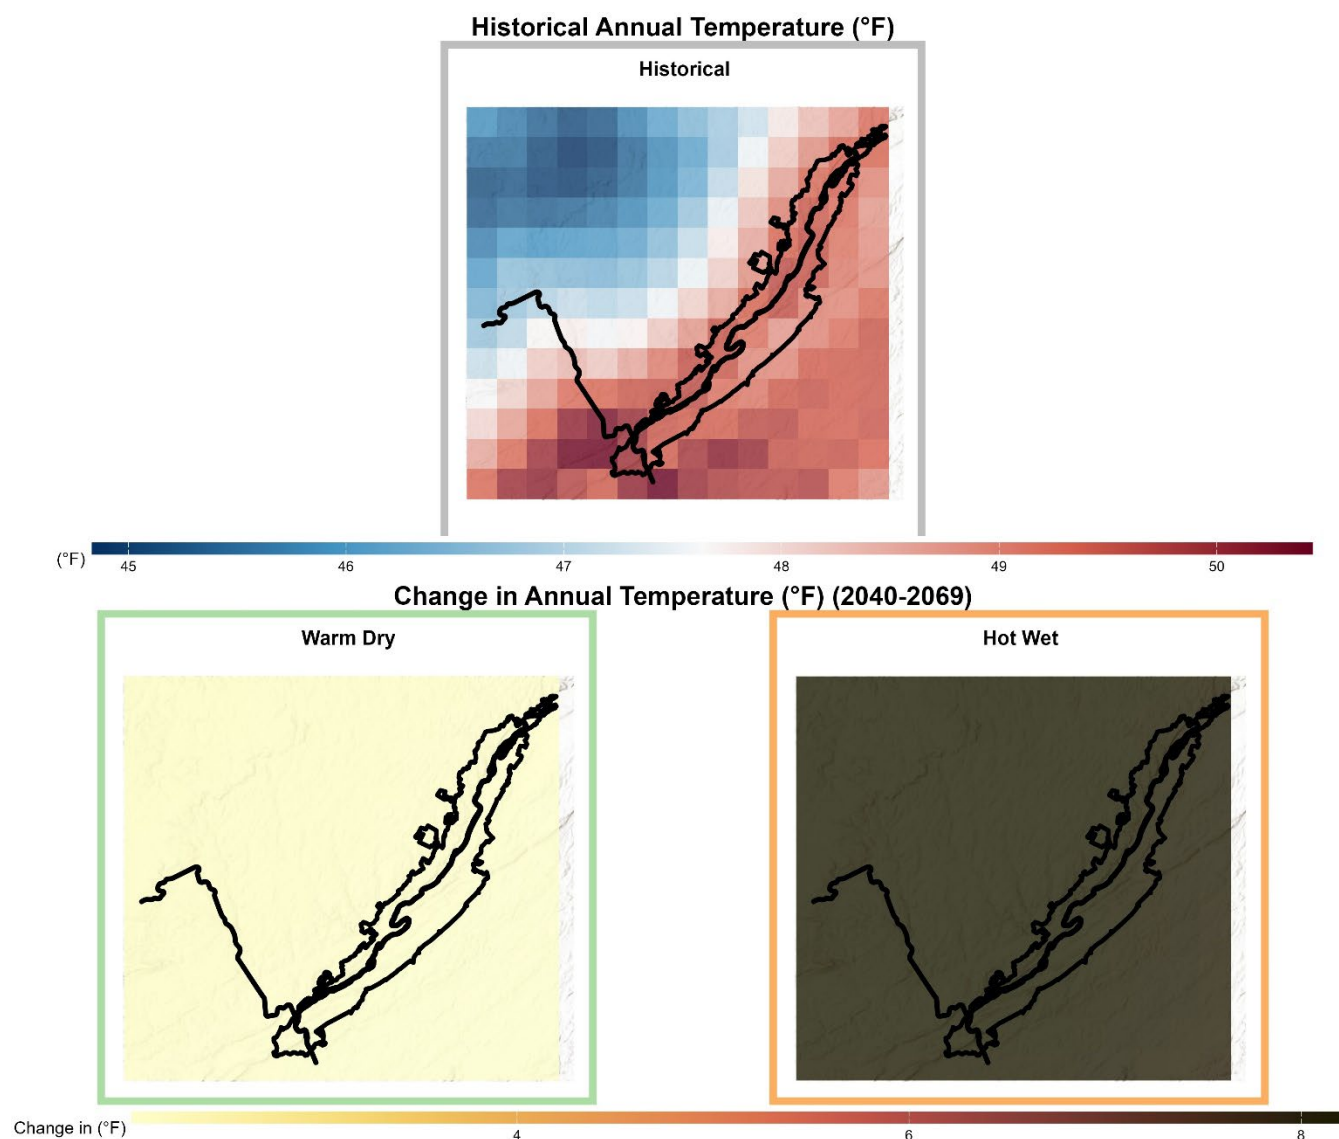 Historical Annual Temperature (°F)
Historical
(°F) 45 46 47 48 49 50
Change in Annual Temperature (°F) (2040-2069)
Warm Dry Hot Wet
Change in (°F) 4 6 8